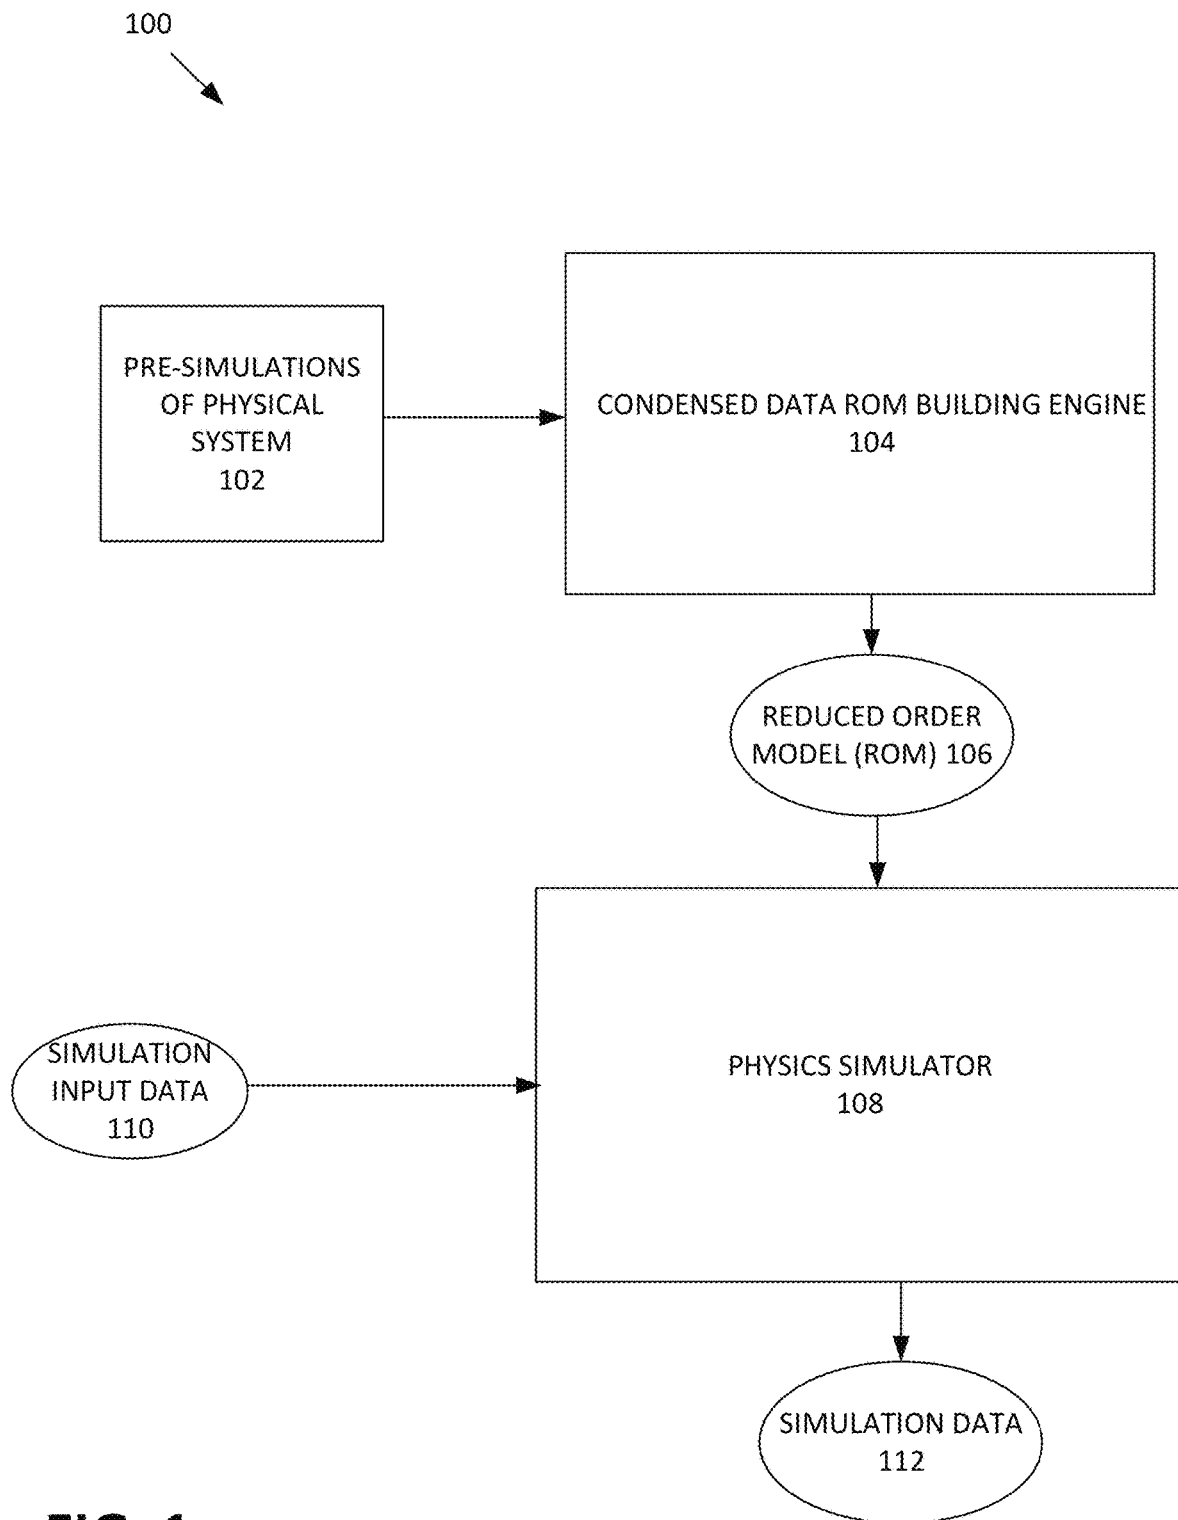 100
PRE-SIMULATIONS
OF PHYSICAL
SYSTEM
102
CONDENSED DATA ROM BUILDING ENGINE
104
REDUCED ORDER
MODEL (ROM) 106
SIMULATION
INPUT DATA
110
PHYSICS SIMULATOR
108
SIMULATION DATA
112